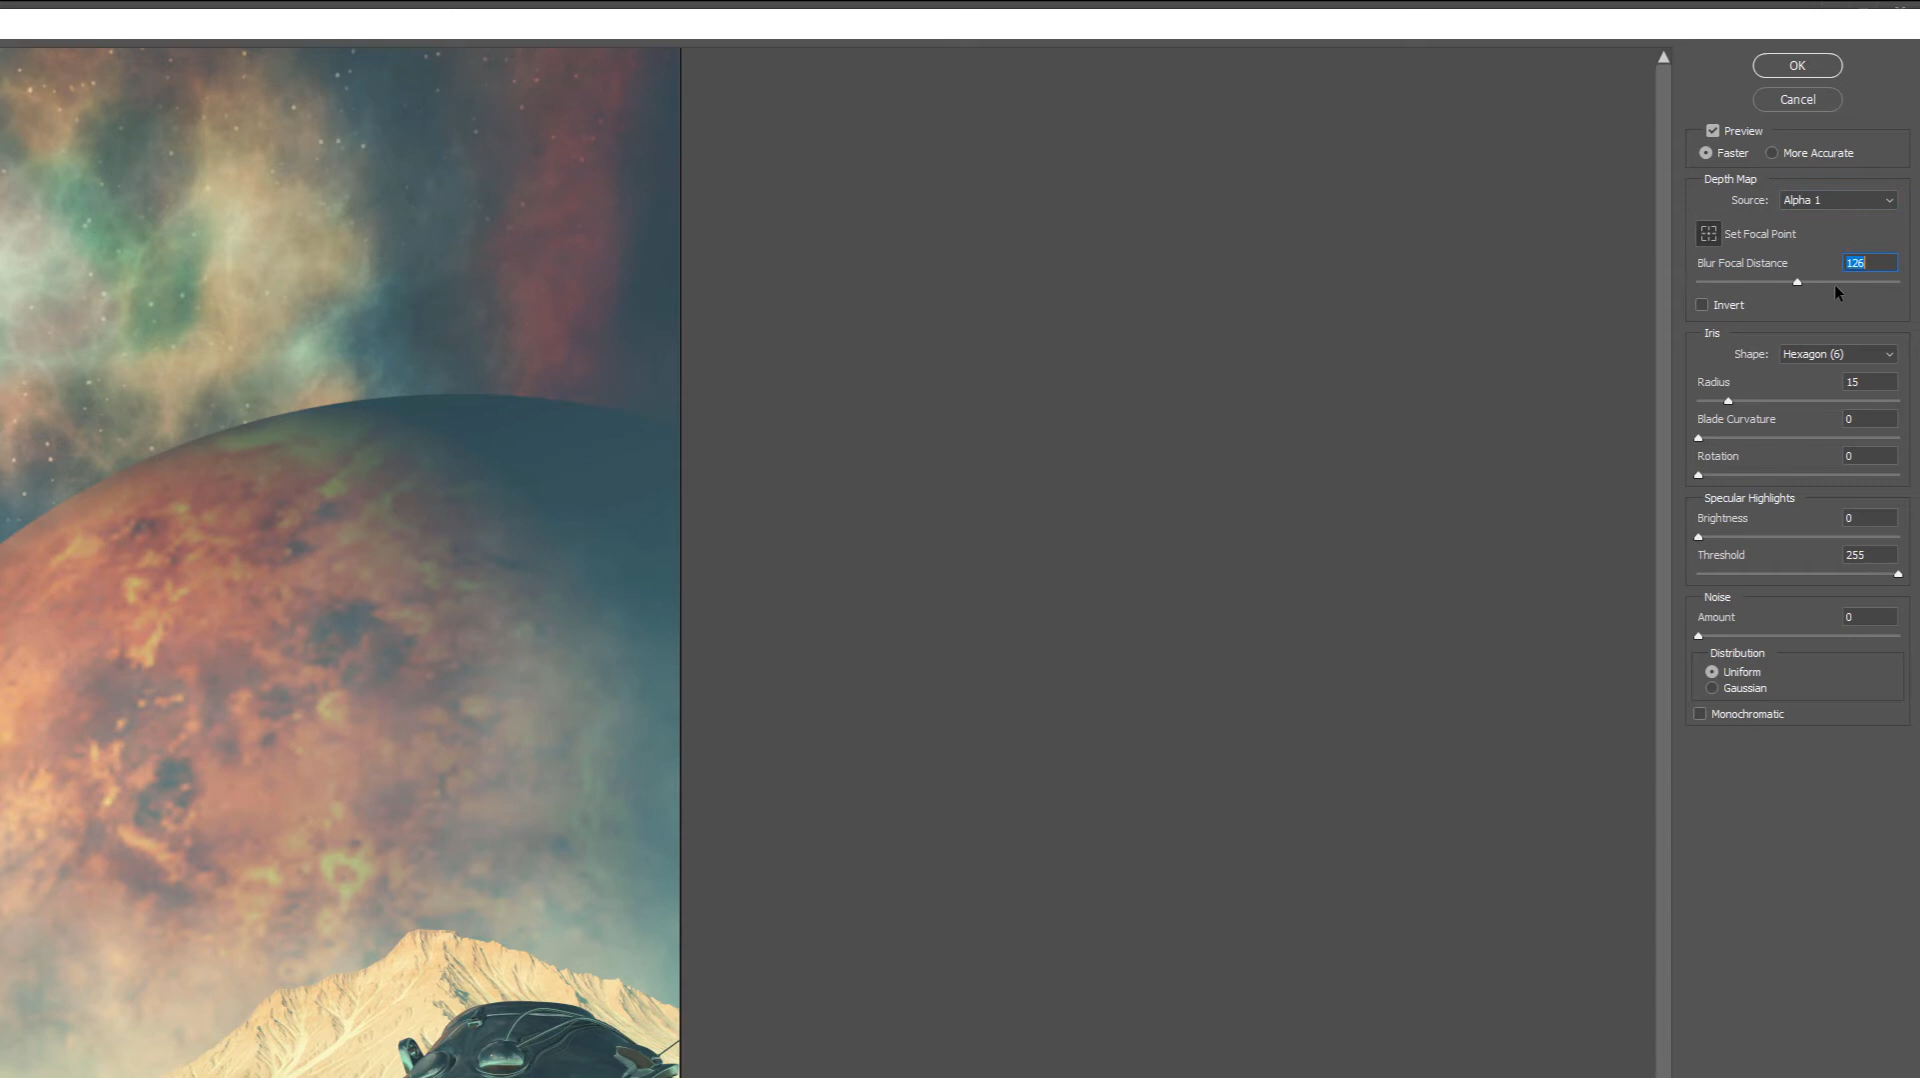 OK
Cancel
Preview
Faster More Accurate
Depth Map
Source: Alpha 1
Set Focal Point
Blur Focal Distance 126
Invert
Iris
Shape: Hexagon (6)
Radius 15
Blade Curvature 0
Rotation 0
Specular Highlights
Brightness 0
Threshold 255
Noise
Amount 0
Distribution
Uniform
Gaussian
Monochromatic